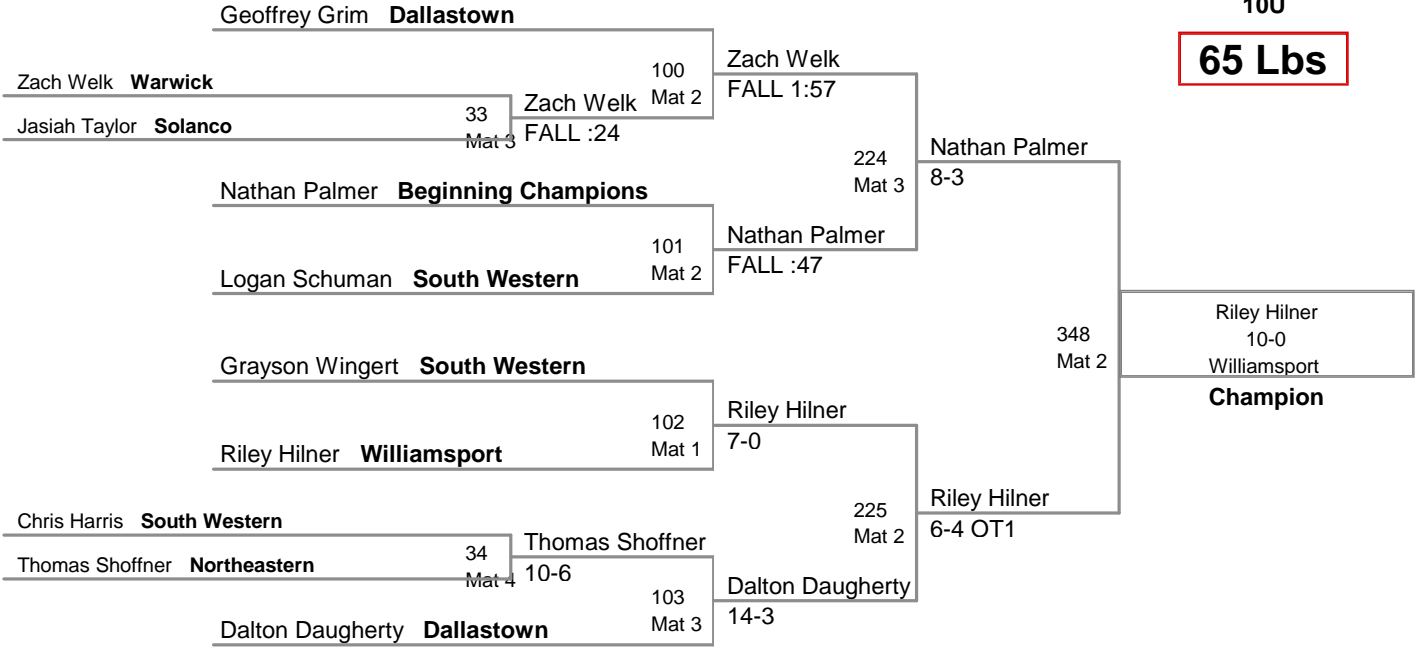 10U
65 Lbs
Geoffrey Grim Dallastown
Zach Welk Warwick
Jasiah Taylor Solanco
33
Mat 3
Zach Welk
FALL :24
100
Mat 2
Zach Welk
FALL 1:57
Nathan Palmer Beginning Champions
Logan Schuman South Western
101
Mat 2
Nathan Palmer
FALL :47
224
Mat 3
Nathan Palmer
8-3
Grayson Wingert South Western
Riley Hilner Williamsport
102
Mat 1
Riley Hilner
7-0
Chris Harris South Western
Thomas Shoffner Northeastern
34
Mat 4
Thomas Shoffner
10-6
Dalton Daugherty Dallastown
103
Mat 3
Dalton Daugherty
14-3
225
Mat 2
Riley Hilner
6-4 OT1
348
Mat 2
Riley Hilner
10-0
Williamsport
Champion